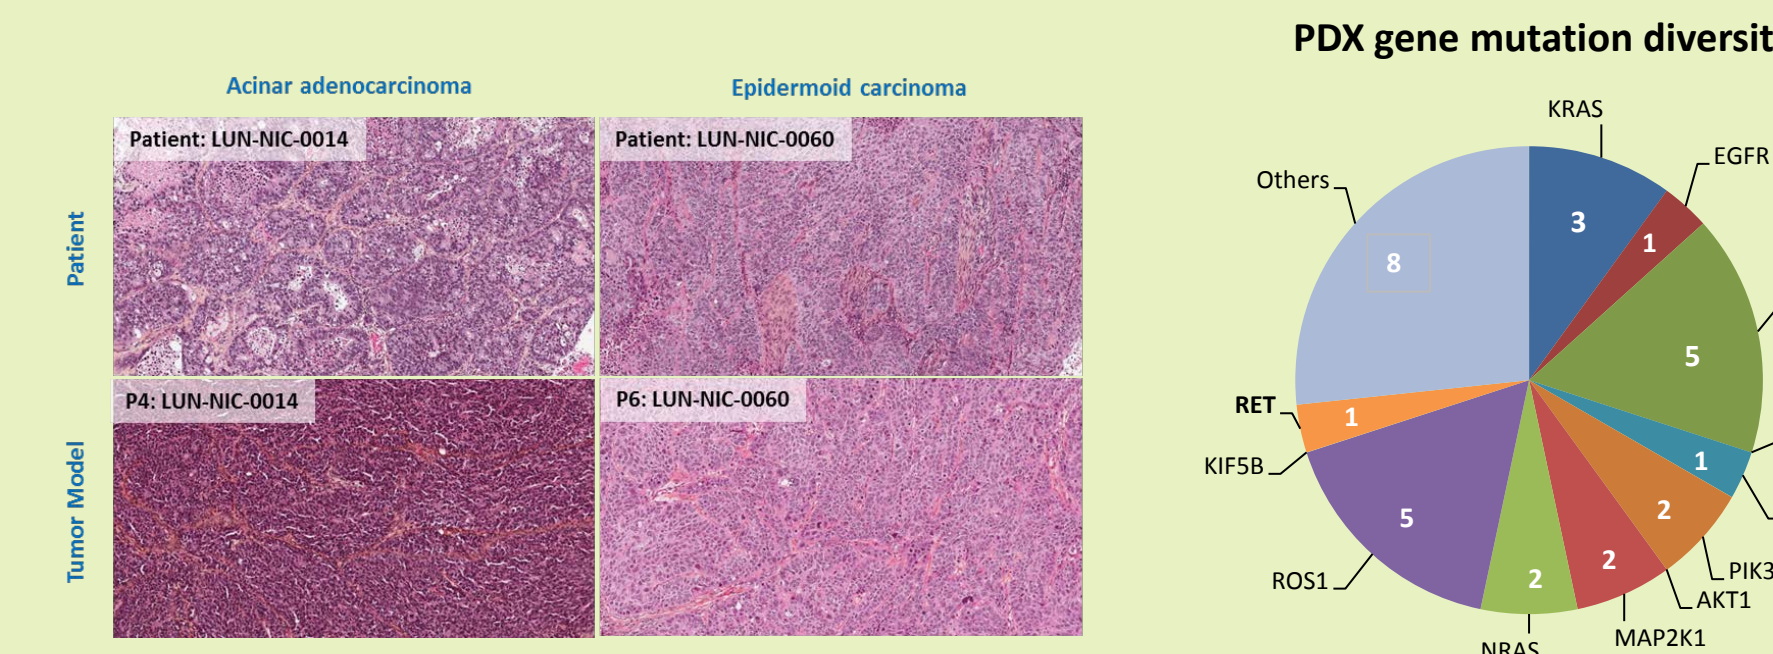 PDX gene mutation diversit
Acinar adenocarcinoma
Epidermoid carcinoma
Patient
Patient: LUN-NIC-0014
Patient: LUN-NIC-0060
Tumor Model
P4: LUN-NIC-0014
P6: LUN-NIC-0060
KRAS
EGFR
Others
3
1
8
5
RET
1
KIF5B
1
5
2
ROS1
2
2
PIK3
AKT1
MAP2K1
NRAS